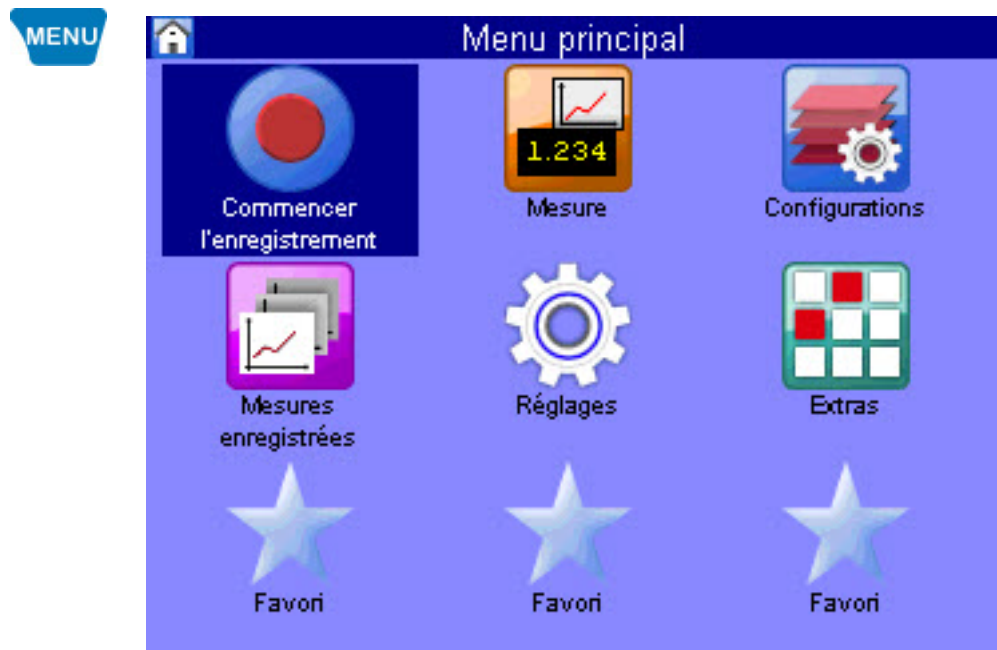 MENU
Menu principal
Commencer
l'enregistrement
1.234
Mesure
Configurations
Mesures
enregistrées
Réglages
Extras
Favori
Favori
Favori